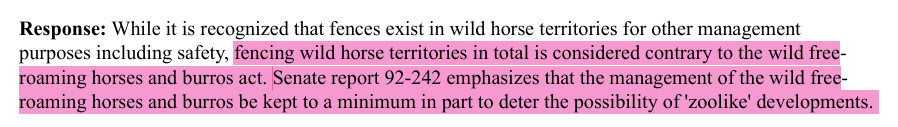 Response: While it is recognized that fences exist in wild horse territories for other management
purposes including safety, fencing wild horse territories in total is considered contrary to the wild free-
roaming horses and burros act. Senate report 92-242 emphasizes that the management of the wild free-
roaming horses and burros be kept to a minimum in part to deter the possibility of 'zoolike' developments.